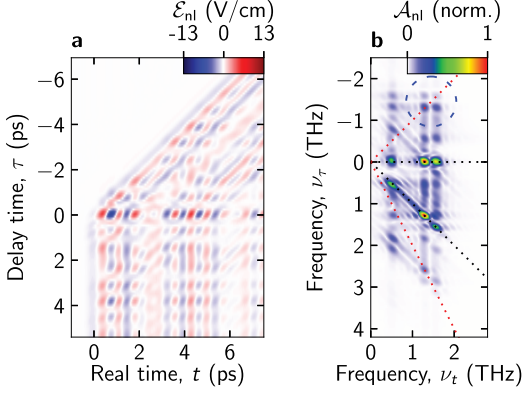 ℰnl (V/cm)
-13 0 13
a
−6
−4
−2
0
2
4
Delay time, τ (ps)
0 2 4 6
Real time, t (ps)
𝒜nl (norm.)
0 1
b
−2
−1
0
1
2
3
4
Frequency, ντ (THz)
0 1 2
Frequency, νt (THz)